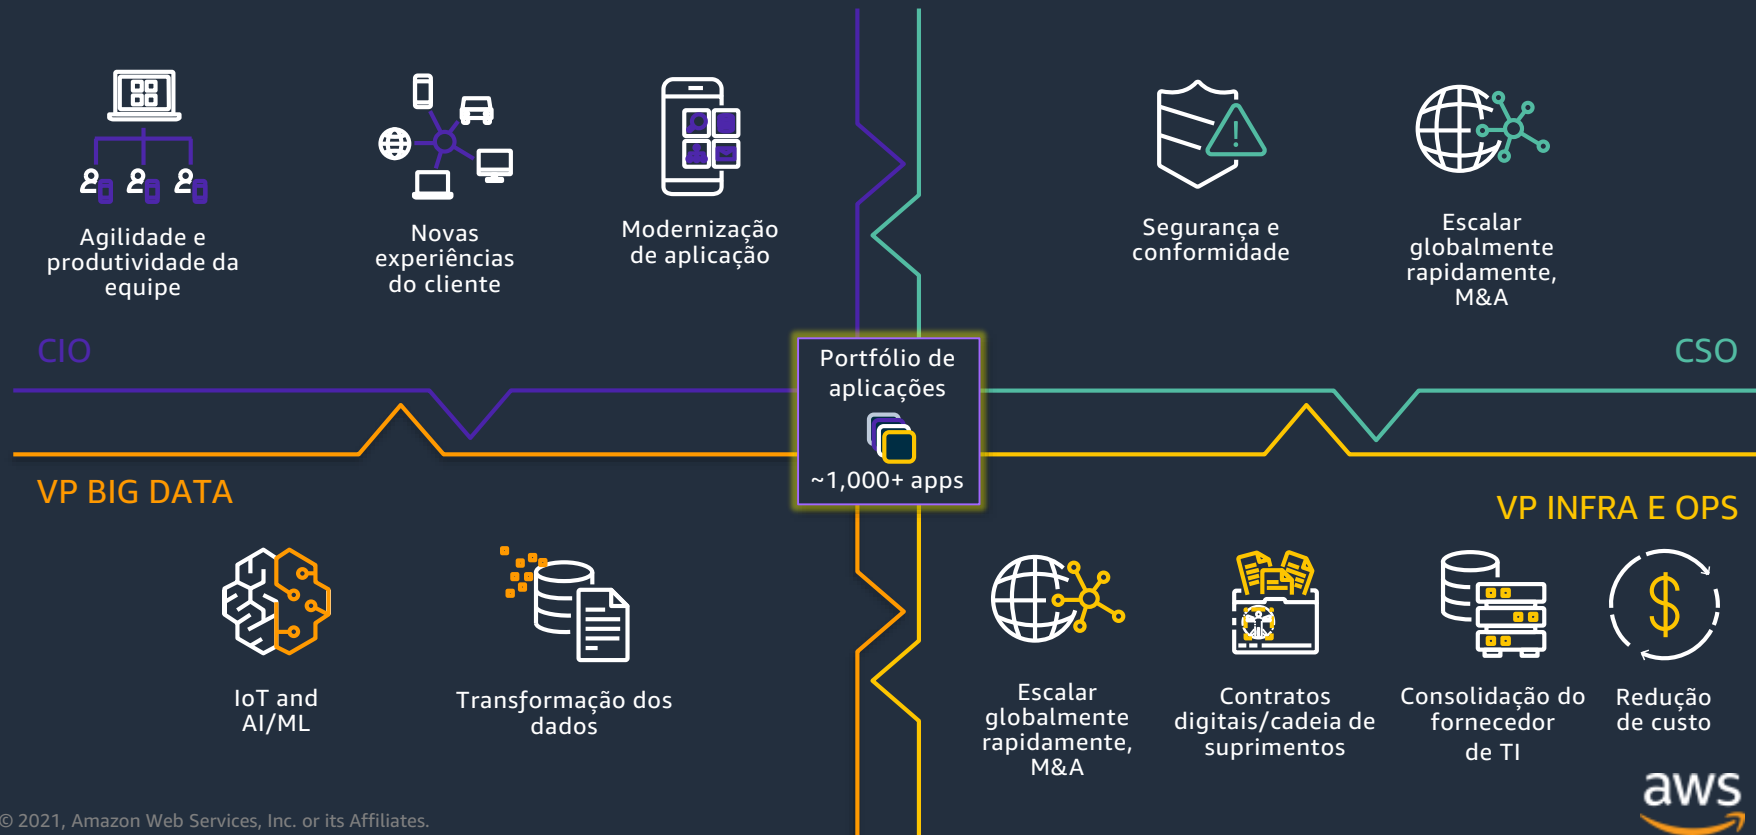 Agilidade e
produtividade da
equipe
Novas
experiências
do cliente
Modernização
de aplicação
CIO
Segurança e
conformidade
Escalar
globalmente
rapidamente,
M&A
CSO
Portfólio de
aplicações
~1,000+ apps
VP BIG DATA
IoT and
AI/ML
Transformação dos
dados
VP INFRA E OPS
Escalar
globalmente
rapidamente,
M&A
Contratos
digitais/cadeia de
suprimentos
Consolidação do
fornecedor
de TI
Redução
de custo
© 2021, Amazon Web Services, Inc. or its Affiliates.
aws